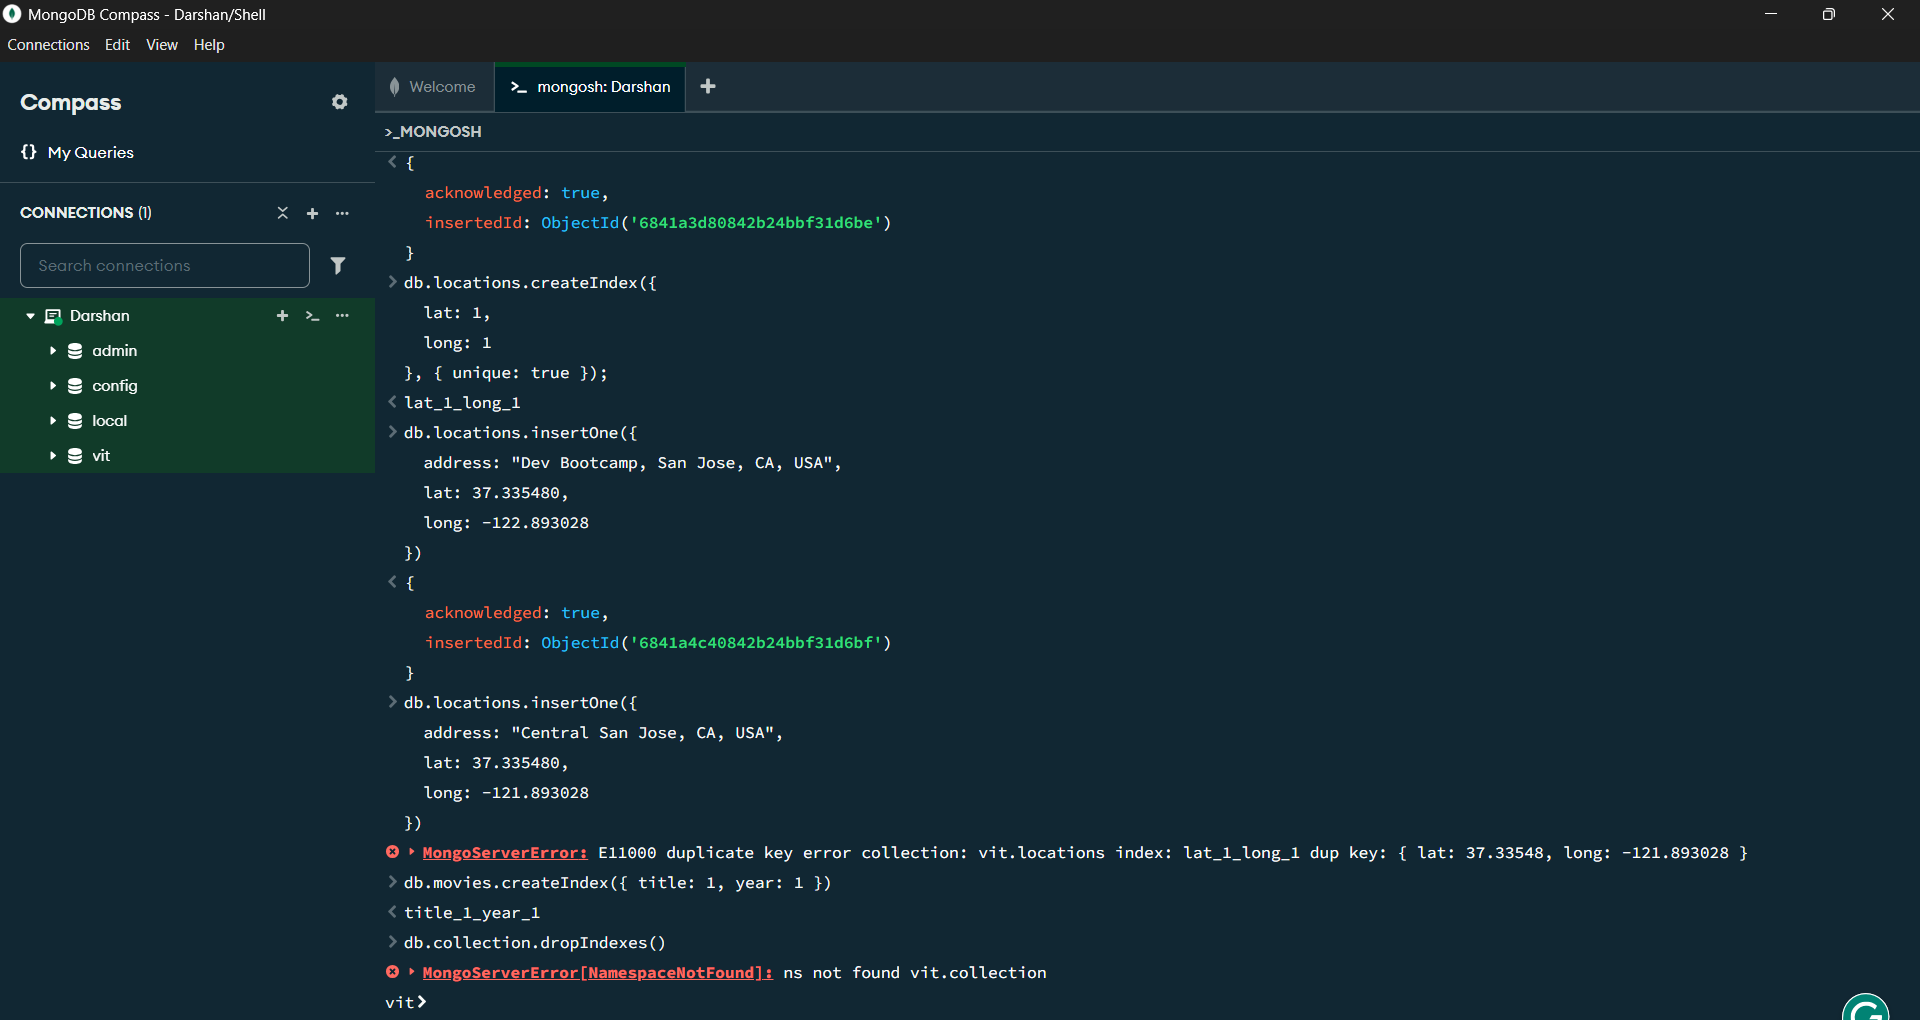 MongoDB Compass - Darshan/Shell
Connections Edit View Help
Compass
{} My Queries
CONNECTIONS (1)
Search connections
Darshan
admin
config
local
vit
Welcome
>_ mongosh: Darshan
>_MONGOSH
< {
acknowledged: true,
insertedId: ObjectId('6841a3d80842b24bbf31d6be')
}
> db.locations.createIndex({
lat: 1,
long: 1
}, { unique: true });
< lat_1_long_1
> db.locations.insertOne({
address: "Dev Bootcamp, San Jose, CA, USA",
lat: 37.335480,
long: -122.893028
})
< {
acknowledged: true,
insertedId: ObjectId('6841a4c40842b24bbf31d6bf')
}
> db.locations.insertOne({
address: "Central San Jose, CA, USA",
lat: 37.335480,
long: -121.893028
})
MongoServerError: E11000 duplicate key error collection: vit.locations index: lat_1_long_1 dup key: { lat: 37.33548, long: -121.893028 }
> db.movies.createIndex({ title: 1, year: 1 })
< title_1_year_1
> db.collection.dropIndexes()
MongoServerError[NamespaceNotFound]: ns not found vit.collection
vit>